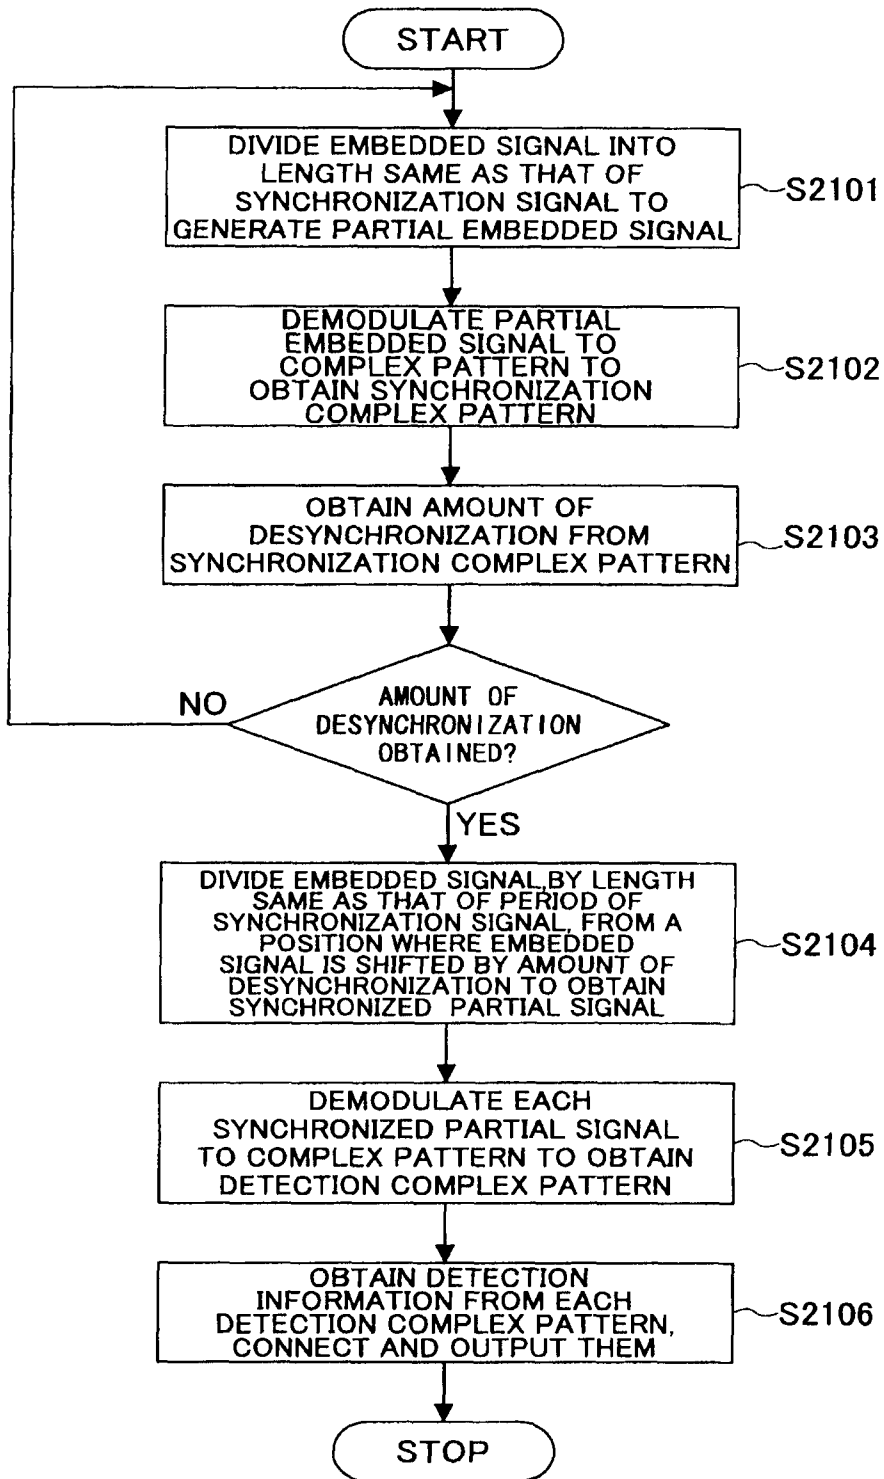 START
DIVIDE EMBEDDED SIGNAL INTO
LENGTH SAME AS THAT OF
SYNCHRONIZATION SIGNAL TO
GENERATE PARTIAL EMBEDDED SIGNAL
S2101
DEMODULATE PARTIAL
EMBEDDED SIGNAL TO
COMPLEX PATTERN TO
OBTAIN SYNCHRONIZATION
COMPLEX PATTERN
S2102
OBTAIN AMOUNT OF
DESYNCHRONIZATION FROM
SYNCHRONIZATION COMPLEX PATTERN
S2103
NO
AMOUNT OF
DESYNCHRONIZATION
OBTAINED?
YES
DIVIDE EMBEDDED SIGNAL,BY LENGTH
SAME AS THAT OF PERIOD OF
SYNCHRONIZATION SIGNAL, FROM A
POSITION WHERE EMBEDDED
SIGNAL IS SHIFTED BY AMOUNT OF
DESYNCHRONIZATION TO OBTAIN
SYNCHRONIZED PARTIAL SIGNAL
S2104
DEMODULATE EACH
SYNCHRONIZED PARTIAL SIGNAL
TO COMPLEX PATTERN TO OBTAIN
DETECTION COMPLEX PATTERN
S2105
OBTAIN DETECTION
INFORMATION FROM EACH
DETECTION COMPLEX PATTERN,
CONNECT AND OUTPUT THEM
S2106
STOP